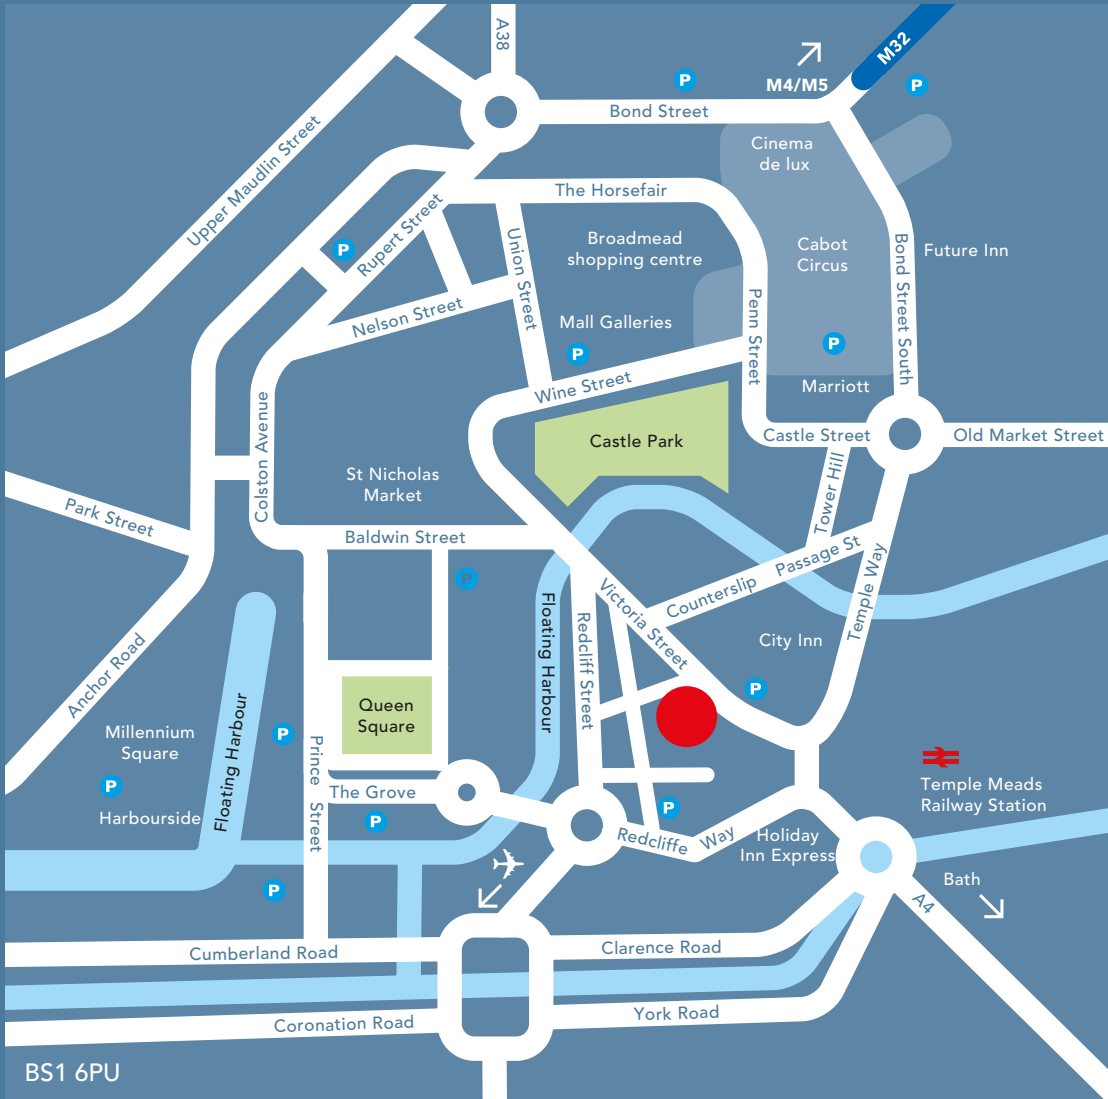 A38
M32
P
M4/M5
P
Bond Street
Upper Maudlin Street
Cinema
de lux
The Horsefair
Rupert Street
P
Union Street
Broadmead
shopping centre
Cabot
Circus
Bond Street South
Future Inn
Nelson Street
Mall Galleries
P
Penn Street
P
Wine Street
Marriott
Colston Avenue
Castle Park
Castle Street
Old Market Street
St Nicholas
Market
Tower Hill
Park Street
Baldwin Street
Passage St
Temple Way
P
Counterslip
Victoria Street
Floating Harbour
Redcliff Street
City Inn
Anchor Road
P
Queen
Square
Floating Harbour
Millennium
Square
P
Prince Street
P
Harbourside
The Grove
P
P
Redcliffe Way
Holiday
Inn Express
Temple Meads
Railway Station
P
Bath
A4
Cumberland Road
Clarence Road
Coronation Road
York Road
BS1 6PU